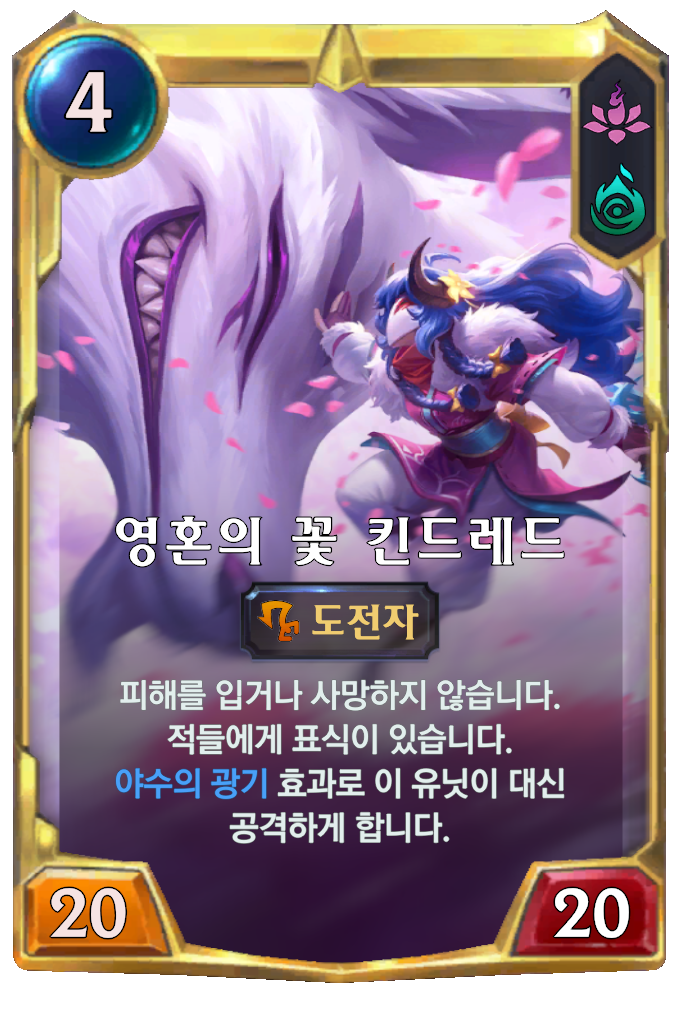 4
영혼의 꽃 킨드레드
도전자
피해를 입거나 사망하지 않습니다.
적들에게 표식이 있습니다.
야수의 광기 효과로 이 유닛이 대신
공격하게 합니다.
20
20